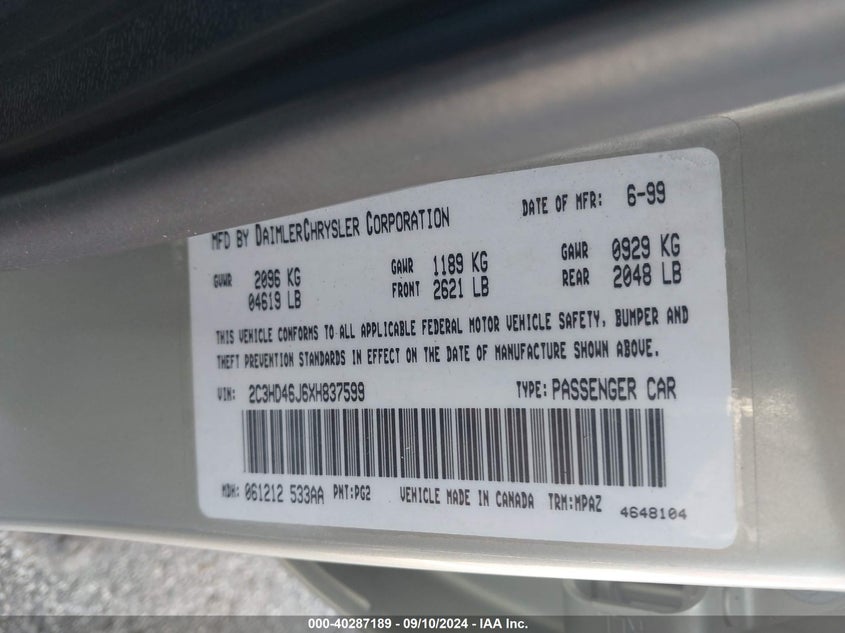 MFD BY DAIMLERCHRYSLER CORPORATION DATE OF MFR: 6-99
GVWR 2096 KG GAWR 1189 KG GAWR 0929 KG
04619 LB FRONT 2621 LB REAR 2048 LB
THIS VEHICLE CONFORMS TO ALL APPLICABLE FEDERAL MOTOR VEHICLE SAFETY, BUMPER AND
THEFT PREVENTION STANDARDS IN EFFECT ON THE DATE OF MANUFACTURE SHOWN ABOVE.
VIN: 2C3HD46J6XH837599 TYPE: PASSENGER CAR
MDH: 061212 533AA PNT:PG2 VEHICLE MADE IN CANADA TRM:MPAZ
4648104
000-40287189 - 09/10/2024 - IAA Inc.